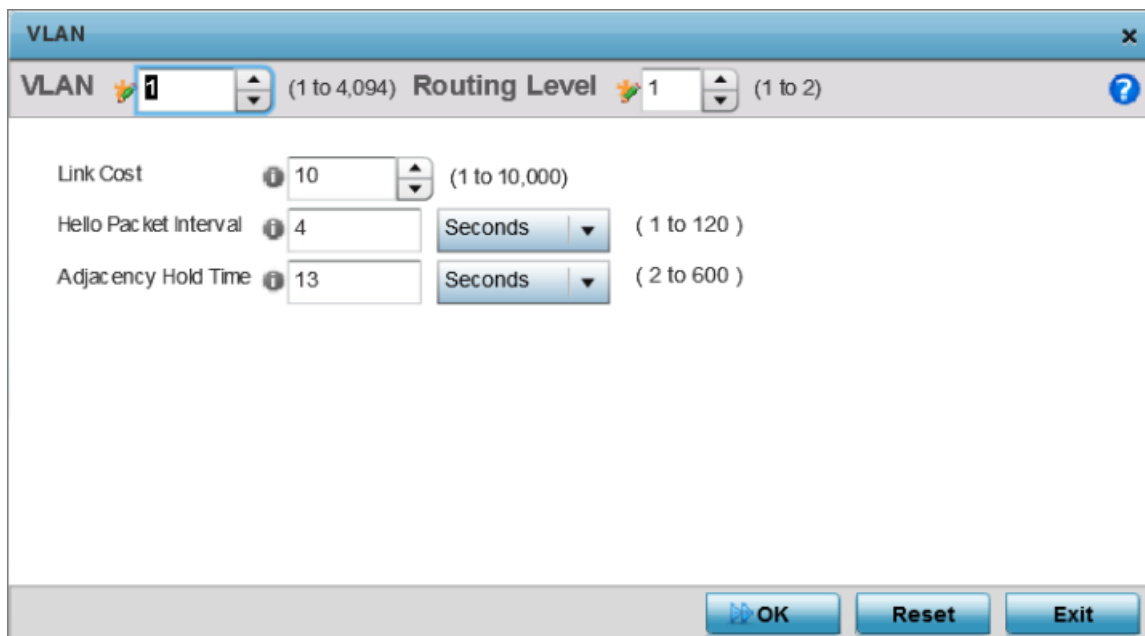 VLAN
VLAN 1 (1 to 4,094) Routing Level 1 (1 to 2)
Link Cost 10 (1 to 10,000)
Hello Packet Interval 4 Seconds ( 1 to 120 )
Adjacency Hold Time 13 Seconds ( 2 to 600 )
OK Reset Exit